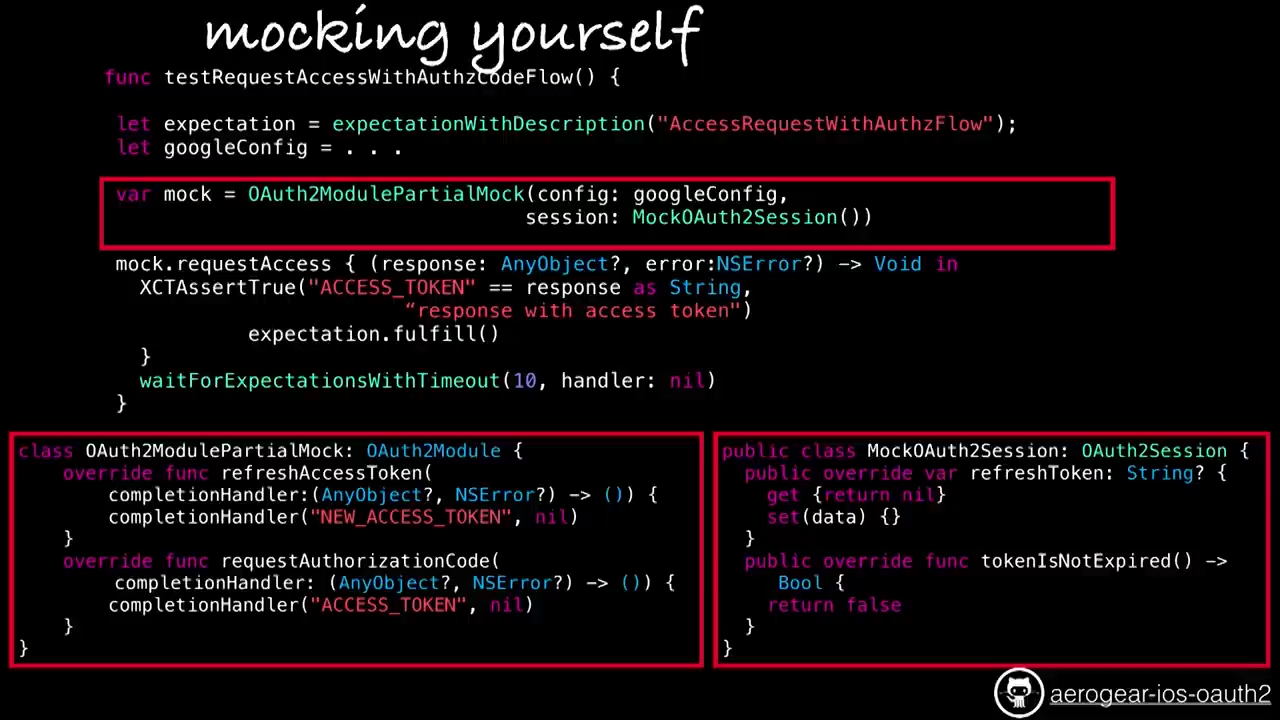 mocking yourself
func testRequestAccessWithAuthzCodeFlow() {
let expectation = expectationWithDescription("AccessRequestWithAuthzFlow");
let googleConfig = . . .
var mock = OAuth2ModulePartialMock(config: googleConfig,
session: MockOAuth2Session())
mock.requestAccess { (response: AnyObject?, error:NSError?) -> Void in
XCTAssertTrue("ACCESS_TOKEN" == response as String,
“response with access token")
expectation.fulfill()
}
waitForExpectationsWithTimeout(10, handler: nil)
}
class OAuth2ModulePartialMock: OAuth2Module {
override func refreshAccessToken(
completionHandler:(AnyObject?, NSError?) -> ()) {
completionHandler("NEW_ACCESS_TOKEN", nil)
}
override func requestAuthorizationCode(
completionHandler: (AnyObject?, NSError?) -> ()) {
completionHandler("ACCESS_TOKEN", nil)
}
}
public class MockOAuth2Session: OAuth2Session {
public override var refreshToken: String? {
get {return nil}
set(data) {}
}
public override func tokenIsNotExpired() ->
Bool {
return false
}
}
aerogear-ios-oauth2